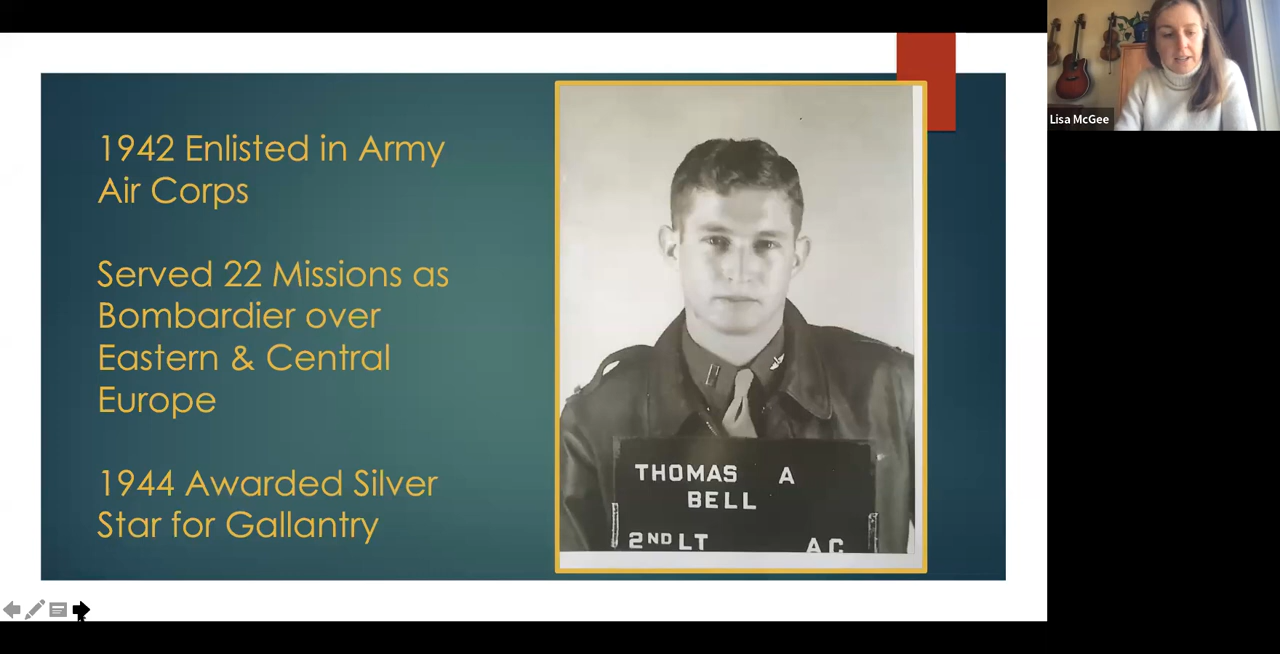 1942 Enlisted in Army
Air Corps
Served 22 Missions as
Bombardier over
Eastern & Central
Europe
1944 Awarded Silver
Star for Gallantry
THOMAS A
BELL
2ND LT AC
Lisa McGee